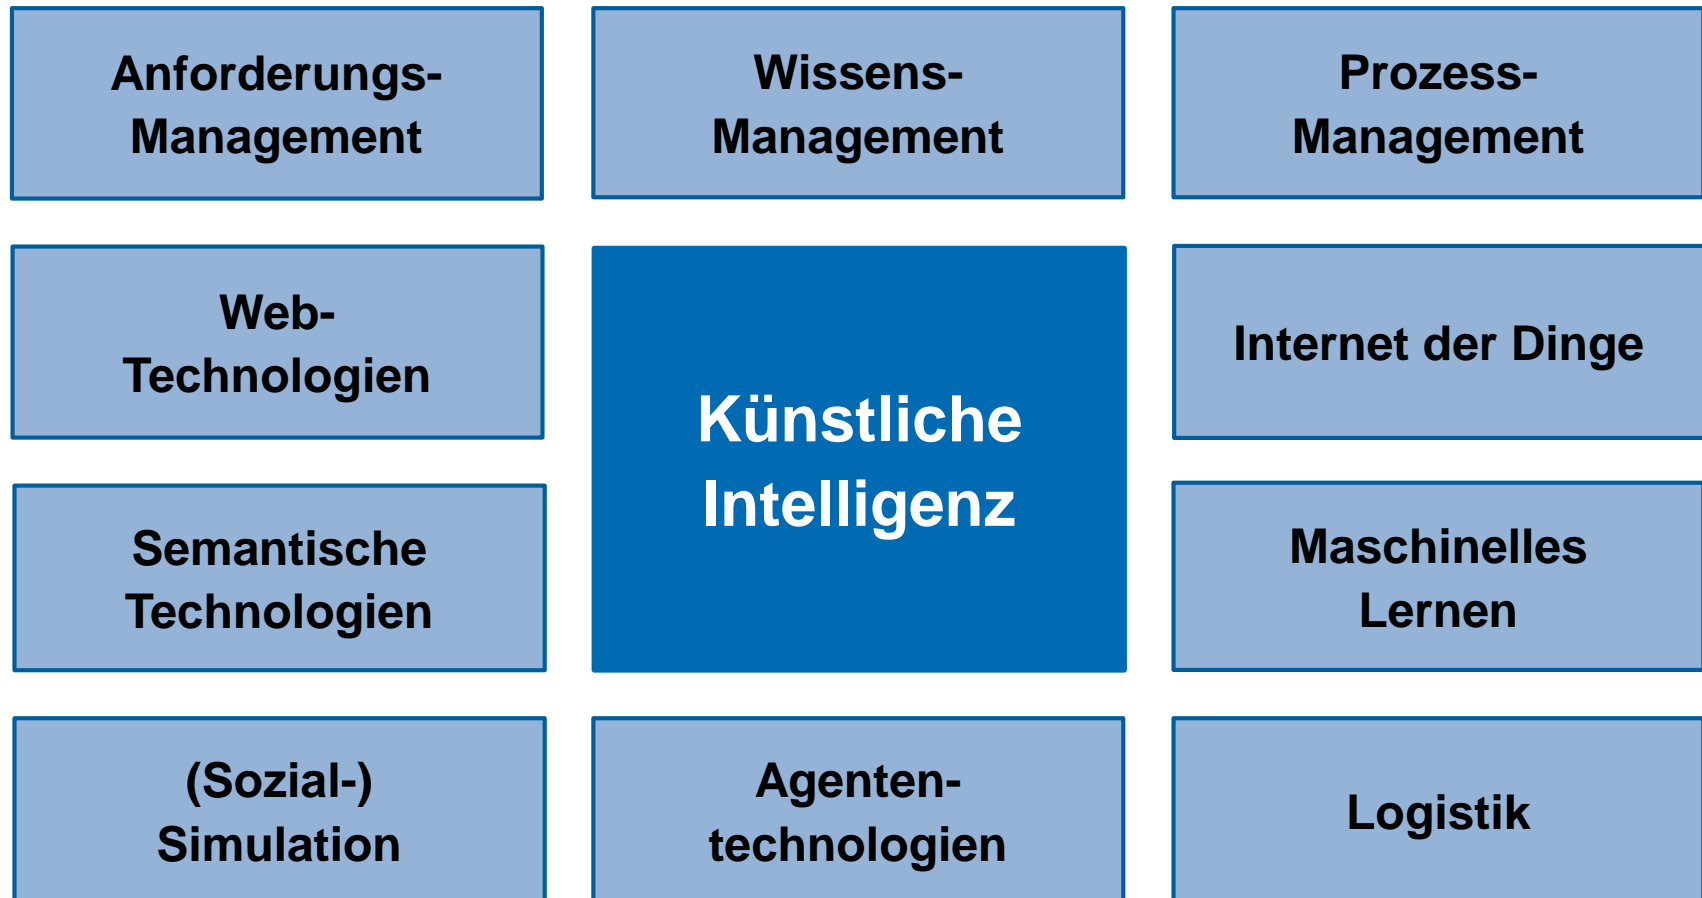 Anforderungs-
Management
Wissens-
Management
Prozess-
Management
Web-
Technologien
Künstliche
Intelligenz
Internet der Dinge
Semantische
Technologien
Maschinelles
Lernen
(Sozial-)
Simulation
Agenten-
technologien
Logistik